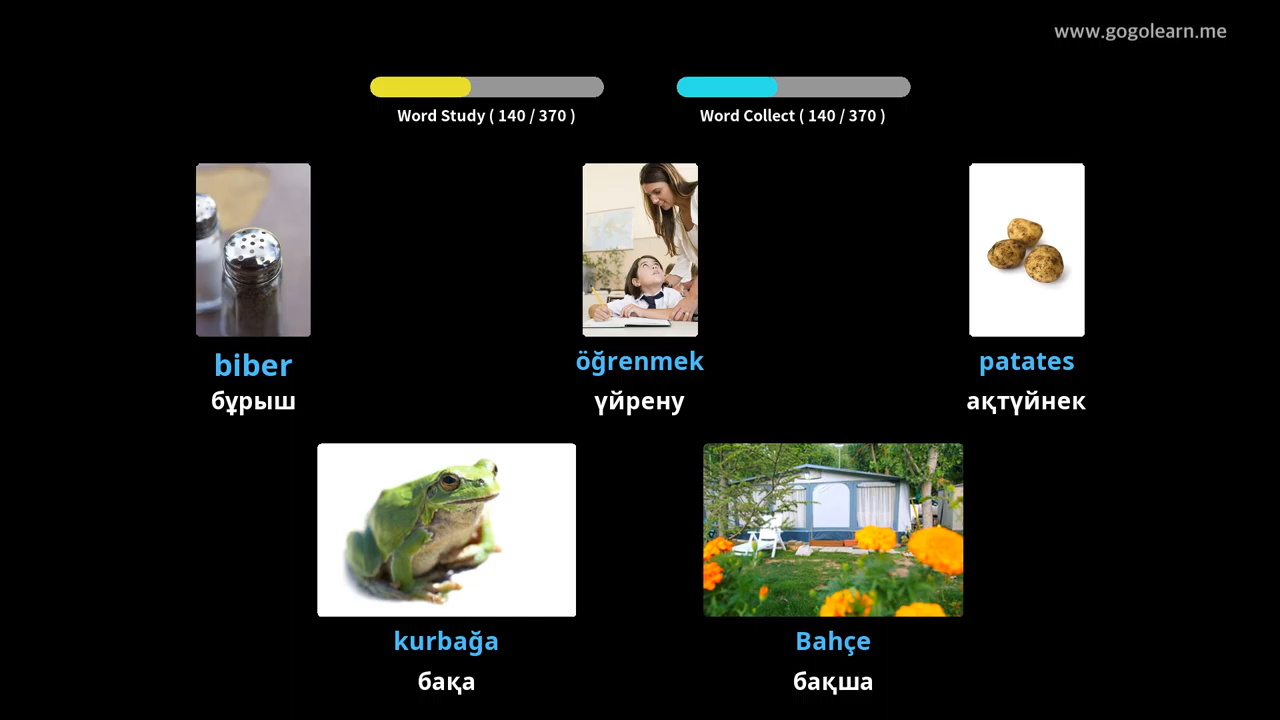 www.gogolearn.me
Word Study ( 140 / 370 )
Word Collect ( 140 / 370 )
biber
бұрыш
öğrenmek
үйрену
patates
ақтүйнек
kurbağa
бақа
Bahçe
бақша